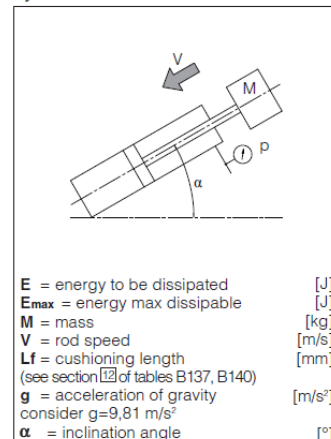 V
M
p
α
E = energy to be dissipated [J]
Emax = energy max dissipable [J]
M = mass [kg]
V = rod speed [m/s]
Lf = cushioning length [mm]
(see section 12 of tables B137, B140)
g = acceleration of gravity [m/s²]
consider g=9,81 m/s²
α = inclination angle [°]